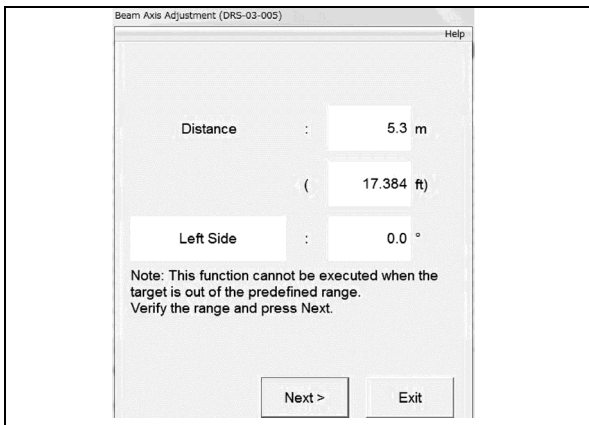 Beam Axis Adjustment (DRS-03-005)
Help
Distance : 5.3 m
( 17.384 ft)
Left Side : 0.0 °
Note: This function cannot be executed when the
target is out of the predefined range.
Verify the range and press Next.
Next > Exit